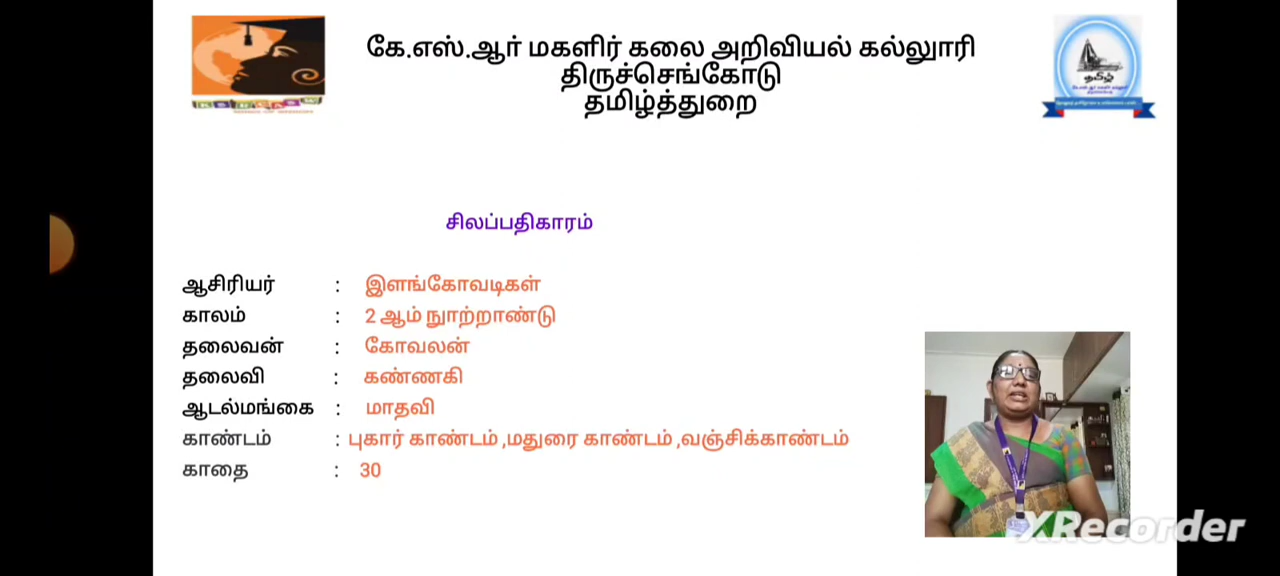 கே.எஸ்.ஆர் மகளிர் கலை அறிவியல் கல்லுாரி
திருச்செங்கோடு
தமிழ்த்துறை
தமிழ்
சிலப்பதிகாரம்
ஆசிரியர் : இளங்கோவடிகள்
காலம் : 2 ஆம் நுாற்றாண்டு
தலைவன் : கோவலன்
தலைவி : கண்ணகி
ஆடல்மங்கை : மாதவி
காண்டம் : புகார் காண்டம் ,மதுரை காண்டம் ,வஞ்சிக்காண்டம்
காதை : 30
XRecorder